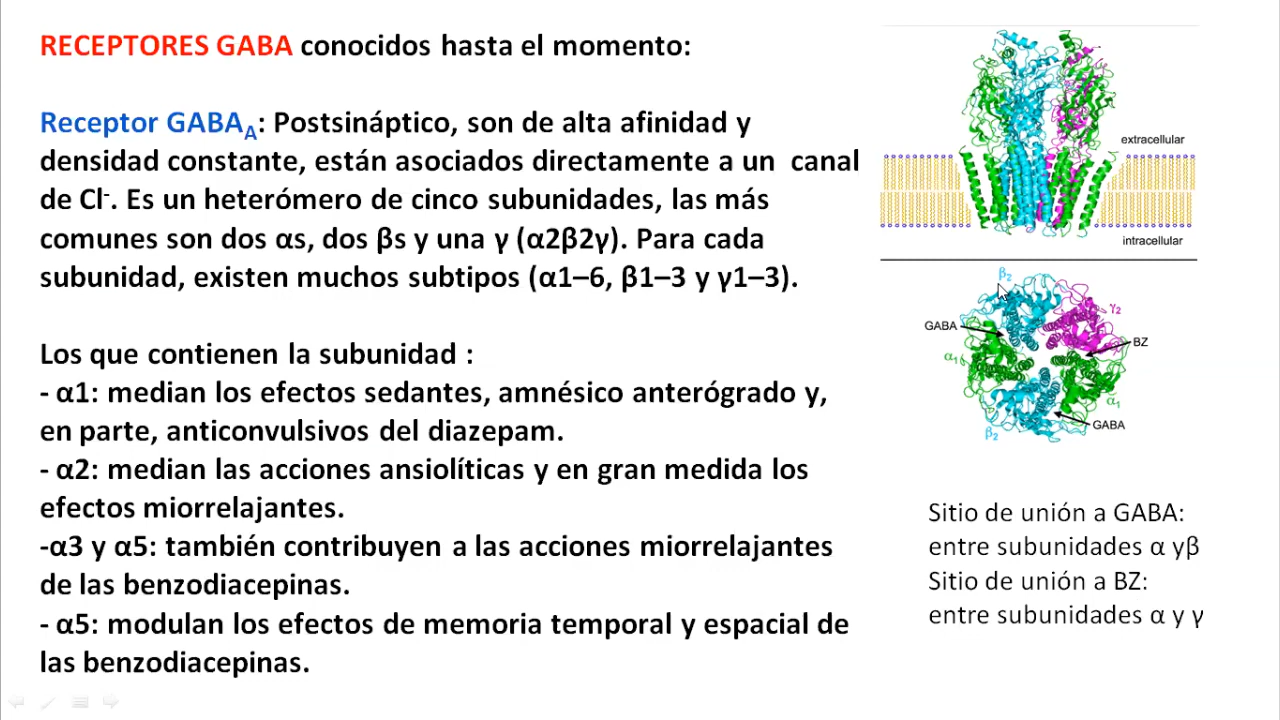 RECEPTORES GABA conocidos hasta el momento:
Receptor GABAA: Postsináptico, son de alta afinidad y
densidad constante, están asociados directamente a un canal
de Cl-. Es un heterómero de cinco subunidades, las más
comunes son dos αs, dos βs y una γ (α2β2γ). Para cada
subunidad, existen muchos subtipos (α1–6, β1–3 y γ1–3).
Los que contienen la subunidad :
- α1: median los efectos sedantes, amnésico anterógrado y,
en parte, anticonvulsivos del diazepam.
- α2: median las acciones ansiolíticas y en gran medida los
efectos miorrelajantes.
-α3 y α5: también contribuyen a las acciones miorrelajantes
de las benzodiacepinas.
- α5: modulan los efectos de memoria temporal y espacial de
las benzodiacepinas.
extracellular
intracellular
β2
γ2
GABA
BZ
α1
α1
GABA
β2
Sitio de unión a GABA:
entre subunidades α yβ
Sitio de unión a BZ:
entre subunidades α y γ